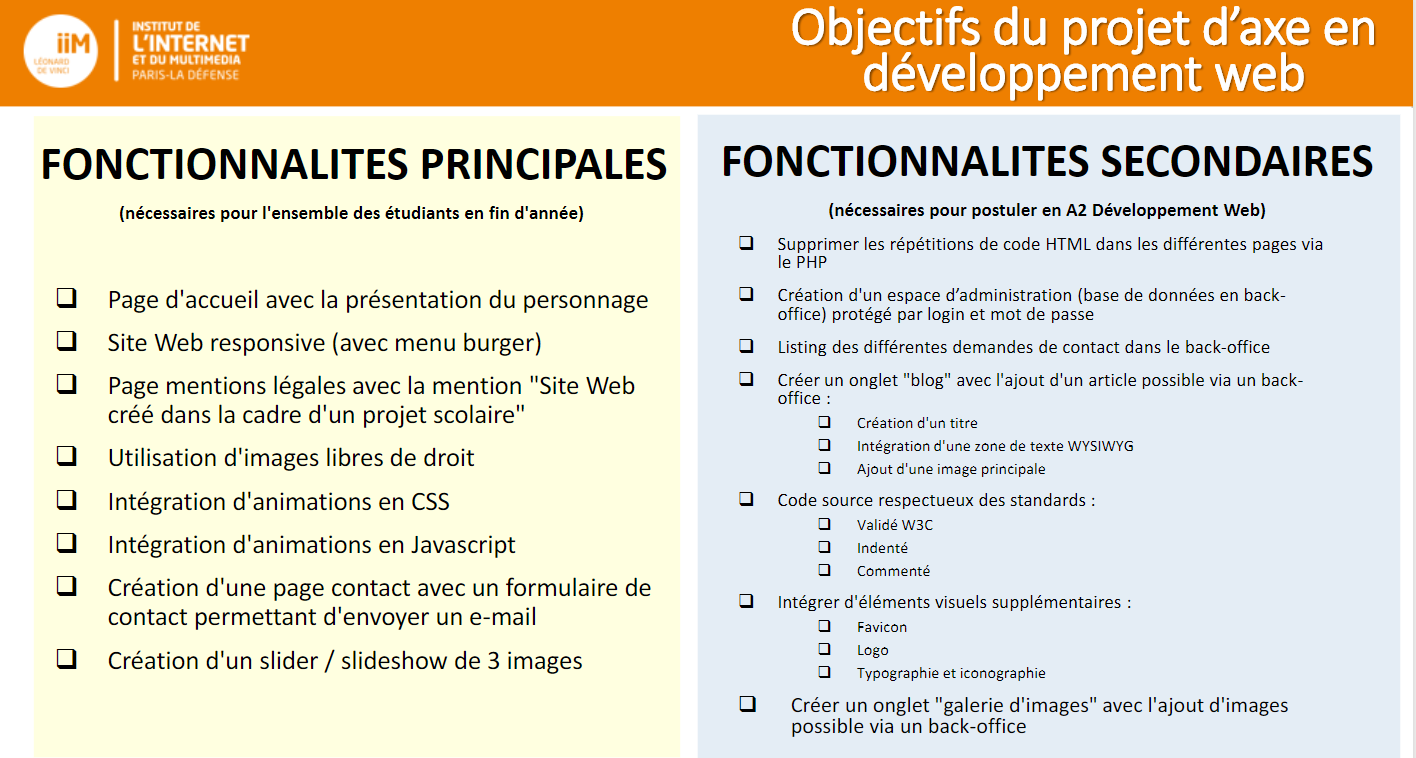 iiM
LÉONARD
DE VINCI
INSTITUT DE
L'INTERNET
ET DU MULTIMEDIA
PARIS-LA DÉFENSE
Objectifs du projet d’axe en
développement web
FONCTIONNALITES PRINCIPALES
(nécessaires pour l'ensemble des étudiants en fin d'année)
Page d'accueil avec la présentation du personnage
Site Web responsive (avec menu burger)
Page mentions légales avec la mention "Site Web
créé dans la cadre d'un projet scolaire"
Utilisation d'images libres de droit
Intégration d'animations en CSS
Intégration d'animations en Javascript
Création d'une page contact avec un formulaire de
contact permettant d'envoyer un e-mail
Création d'un slider / slideshow de 3 images
FONCTIONNALITES SECONDAIRES
(nécessaires pour postuler en A2 Développement Web)
Supprimer les répétitions de code HTML dans les différentes pages via
le PHP
Création d'un espace d’administration (base de données en back-
office) protégé par login et mot de passe
Listing des différentes demandes de contact dans le back-office
Créer un onglet "blog" avec l'ajout d'un article possible via un back-
office :
Création d'un titre
Intégration d'une zone de texte WYSIWYG
Ajout d'une image principale
Code source respectueux des standards :
Validé W3C
Indenté
Commenté
Intégrer d'éléments visuels supplémentaires :
Favicon
Logo
Typographie et iconographie
Créer un onglet "galerie d'images" avec l'ajout d'images
possible via un back-office